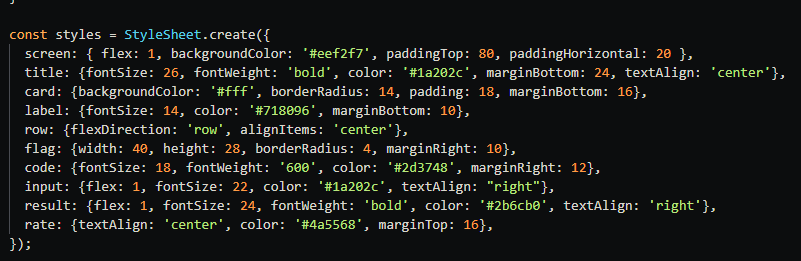 }
const styles = StyleSheet.create({
  screen: { flex: 1, backgroundColor: '#eef2f7', paddingTop: 80, paddingHorizontal: 20 },
  title: {fontSize: 26, fontWeight: 'bold', color: '#1a202c', marginBottom: 24, textAlign: 'center'},
  card: {backgroundColor: '#fff', borderRadius: 14, padding: 18, marginBottom: 16},
  label: {fontSize: 14, color: '#718096', marginBottom: 10},
  row: {flexDirection: 'row', alignItems: 'center'},
  flag: {width: 40, height: 28, borderRadius: 4, marginRight: 10},
  code: {fontSize: 18, fontWeight: '600', color: '#2d3748', marginRight: 12},
  input: {flex: 1, fontSize: 22, color: '#1a202c', textAlign: "right"},
  result: {flex: 1, fontSize: 24, fontWeight: 'bold', color: '#2b6cb0', textAlign: 'right'},
  rate: {textAlign: 'center', color: '#4a5568', marginTop: 16},
});